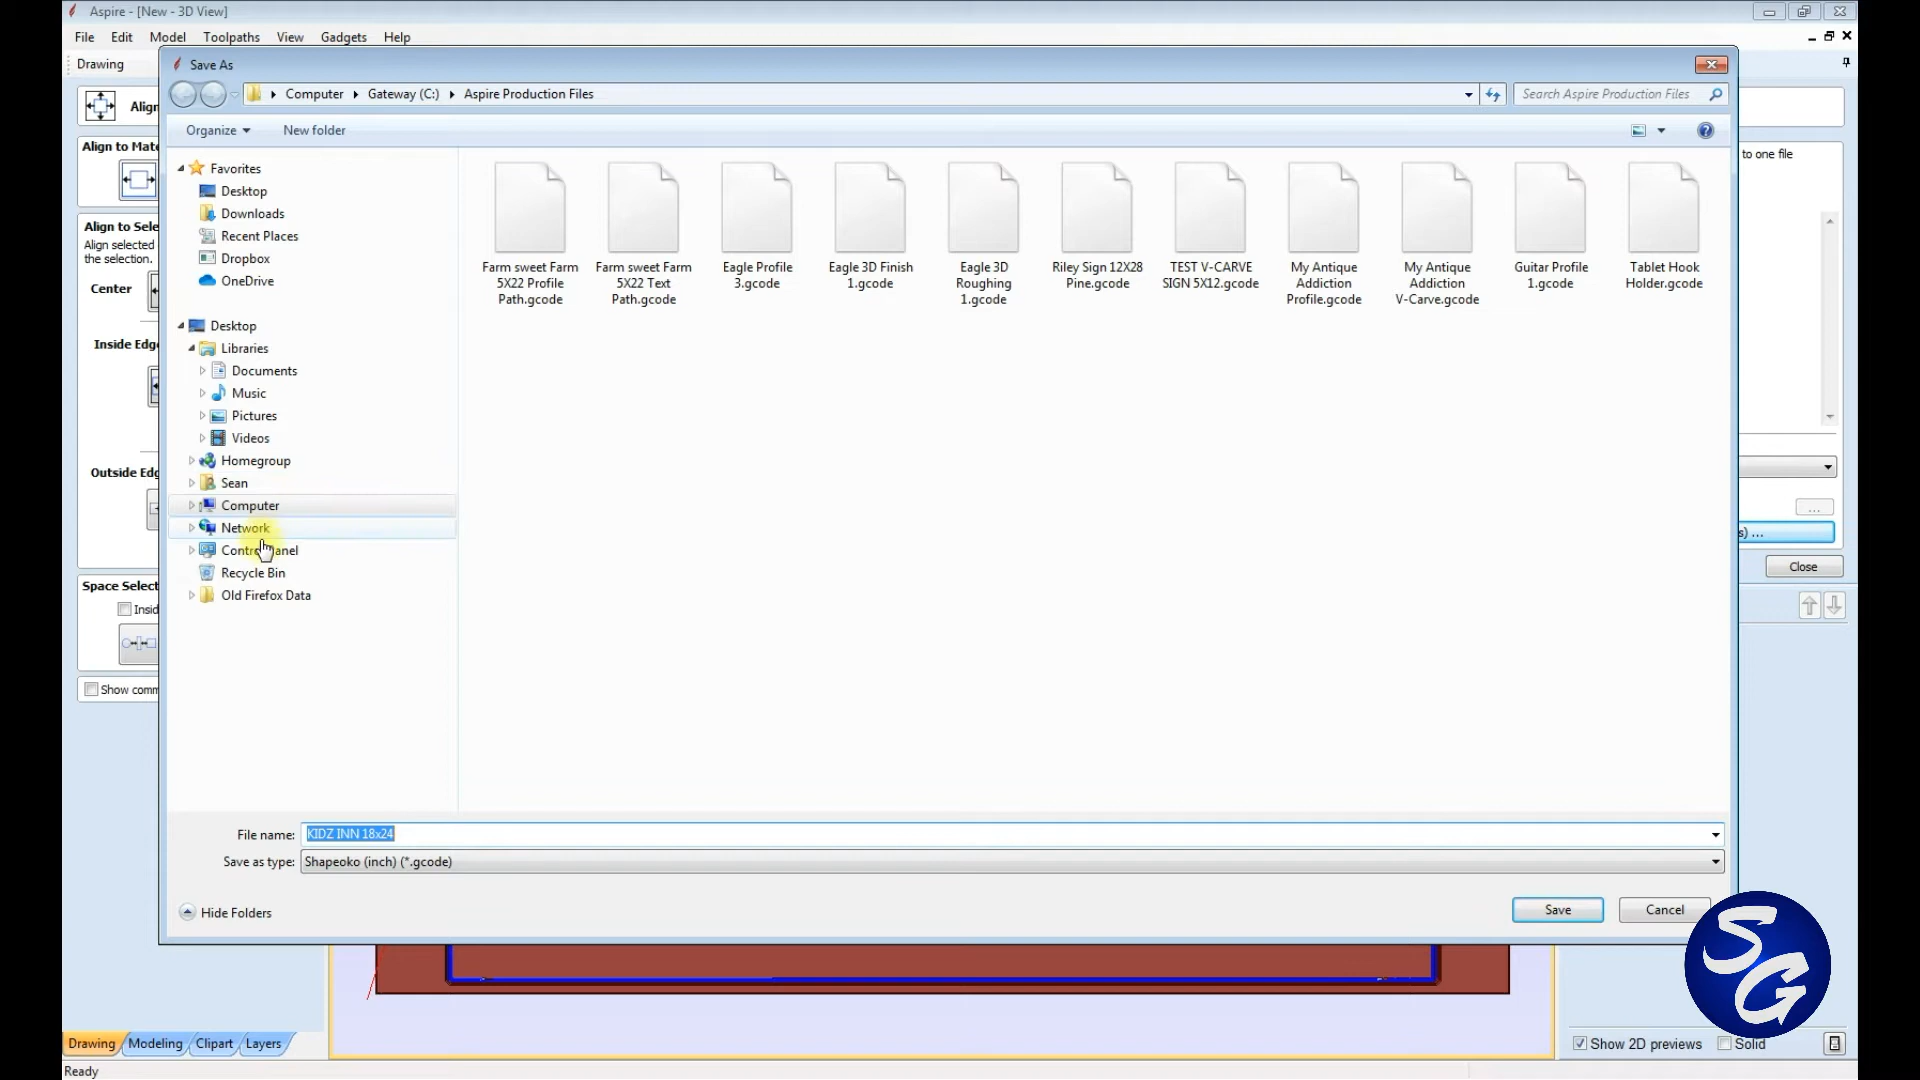 Aspire - [New - 3D View]
File Edit Model Toolpaths View Gadgets Help
Drawing
Save As
Computer Gateway (C:) Aspire Production Files
Search Aspire Production Files
Organize New folder
Align
Align to Mate
Align to Sele
Align selected
the selection.
Center
Inside Edg
Outside Edg
Space Select
Insid
Show comm
Favorites
Desktop
Downloads
Recent Places
Dropbox
OneDrive
Desktop
Libraries
Documents
Music
Pictures
Videos
Homegroup
Sean
Computer
Network
Recycle Bin
Old Firefox Data
Farm sweet Farm
5X22 Profile
Path.gcode
Farm sweet Farm
5X22 Text
Path.gcode
Eagle Profile
3.gcode
Eagle 3D Finish
1.gcode
Eagle 3D
Roughing
1.gcode
Riley Sign 12X28
Pine.gcode
TEST V-CARVE
SIGN 5X12.gcode
My Antique
Addiction
Profile.gcode
My Antique
Addiction
V-Carve.gcode
Guitar Profile
1.gcode
Tablet Hook
Holder.gcode
to one file
...
s) ...
Close
File name: KIDZ INN 18x24
Save as type: Shapeoko (inch) (*.gcode)
Hide Folders
Save Cancel
SG
Drawing Modeling Clipart Layers
Show 2D previews Solid
Ready